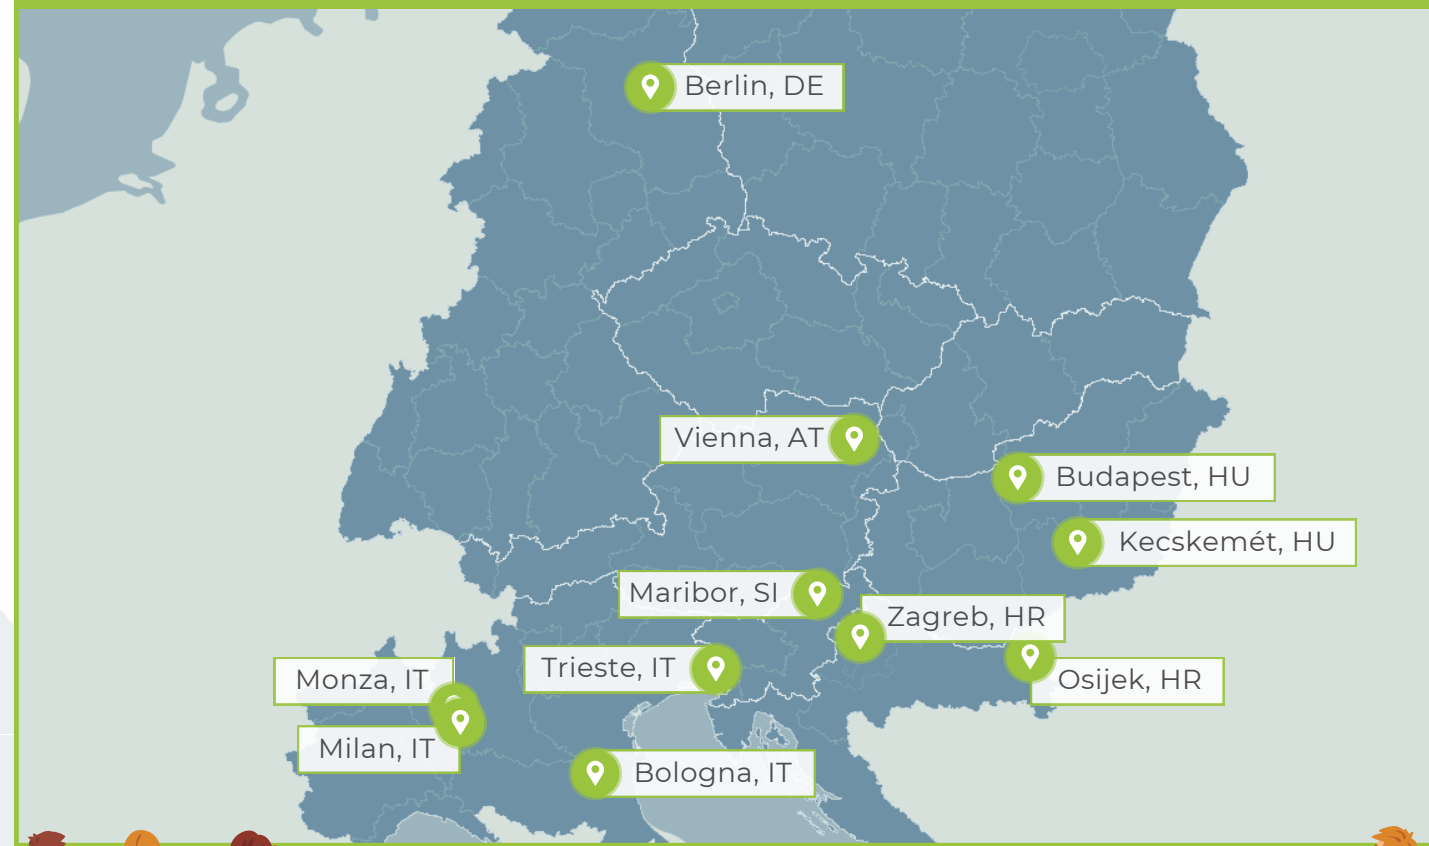 Berlin, DE
Vienna, AT
Budapest, HU
Kecskemét, HU
Maribor, SI
Zagreb, HR
Trieste, IT
Osijek, HR
Monza, IT
Milan, IT
Bologna, IT